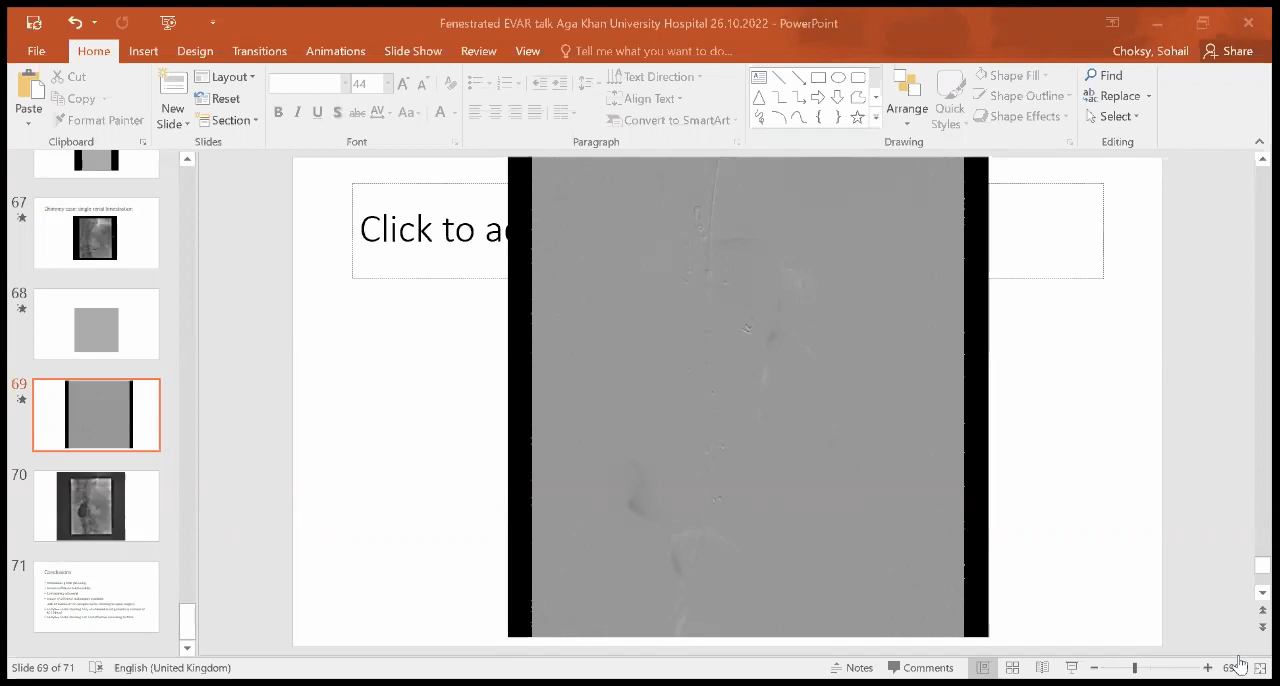 Fenestrated EVAR talk Aga Khan University Hospital 26.10.2022 - PowerPoint
File Home Insert Design Transitions Animations Slide Show Review View Tell me what you want to do... Choksy, Sohail Share
Cut
Copy
Format Painter
Paste
Clipboard
New
Slide
Layout
Reset
Section
Slides
44
B I U S abc AV Aa A
Font
Text Direction
Align Text
Convert to SmartArt
Paragraph
Arrange
Quick
Styles
Shape Fill
Shape Outline
Shape Effects
Drawing
Find
Replace
Select
Editing
67
Chimney case: single renal fenestration
68
69
70
71
Conclusions
Click to ad
Slide 69 of 71 English (United Kingdom) Notes Comments